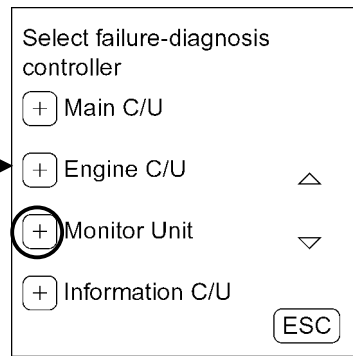 Select failure-diagnosis
controller
+ Main C/U
+ Engine C/U
+ Monitor Unit
+ Information C/U
ESC